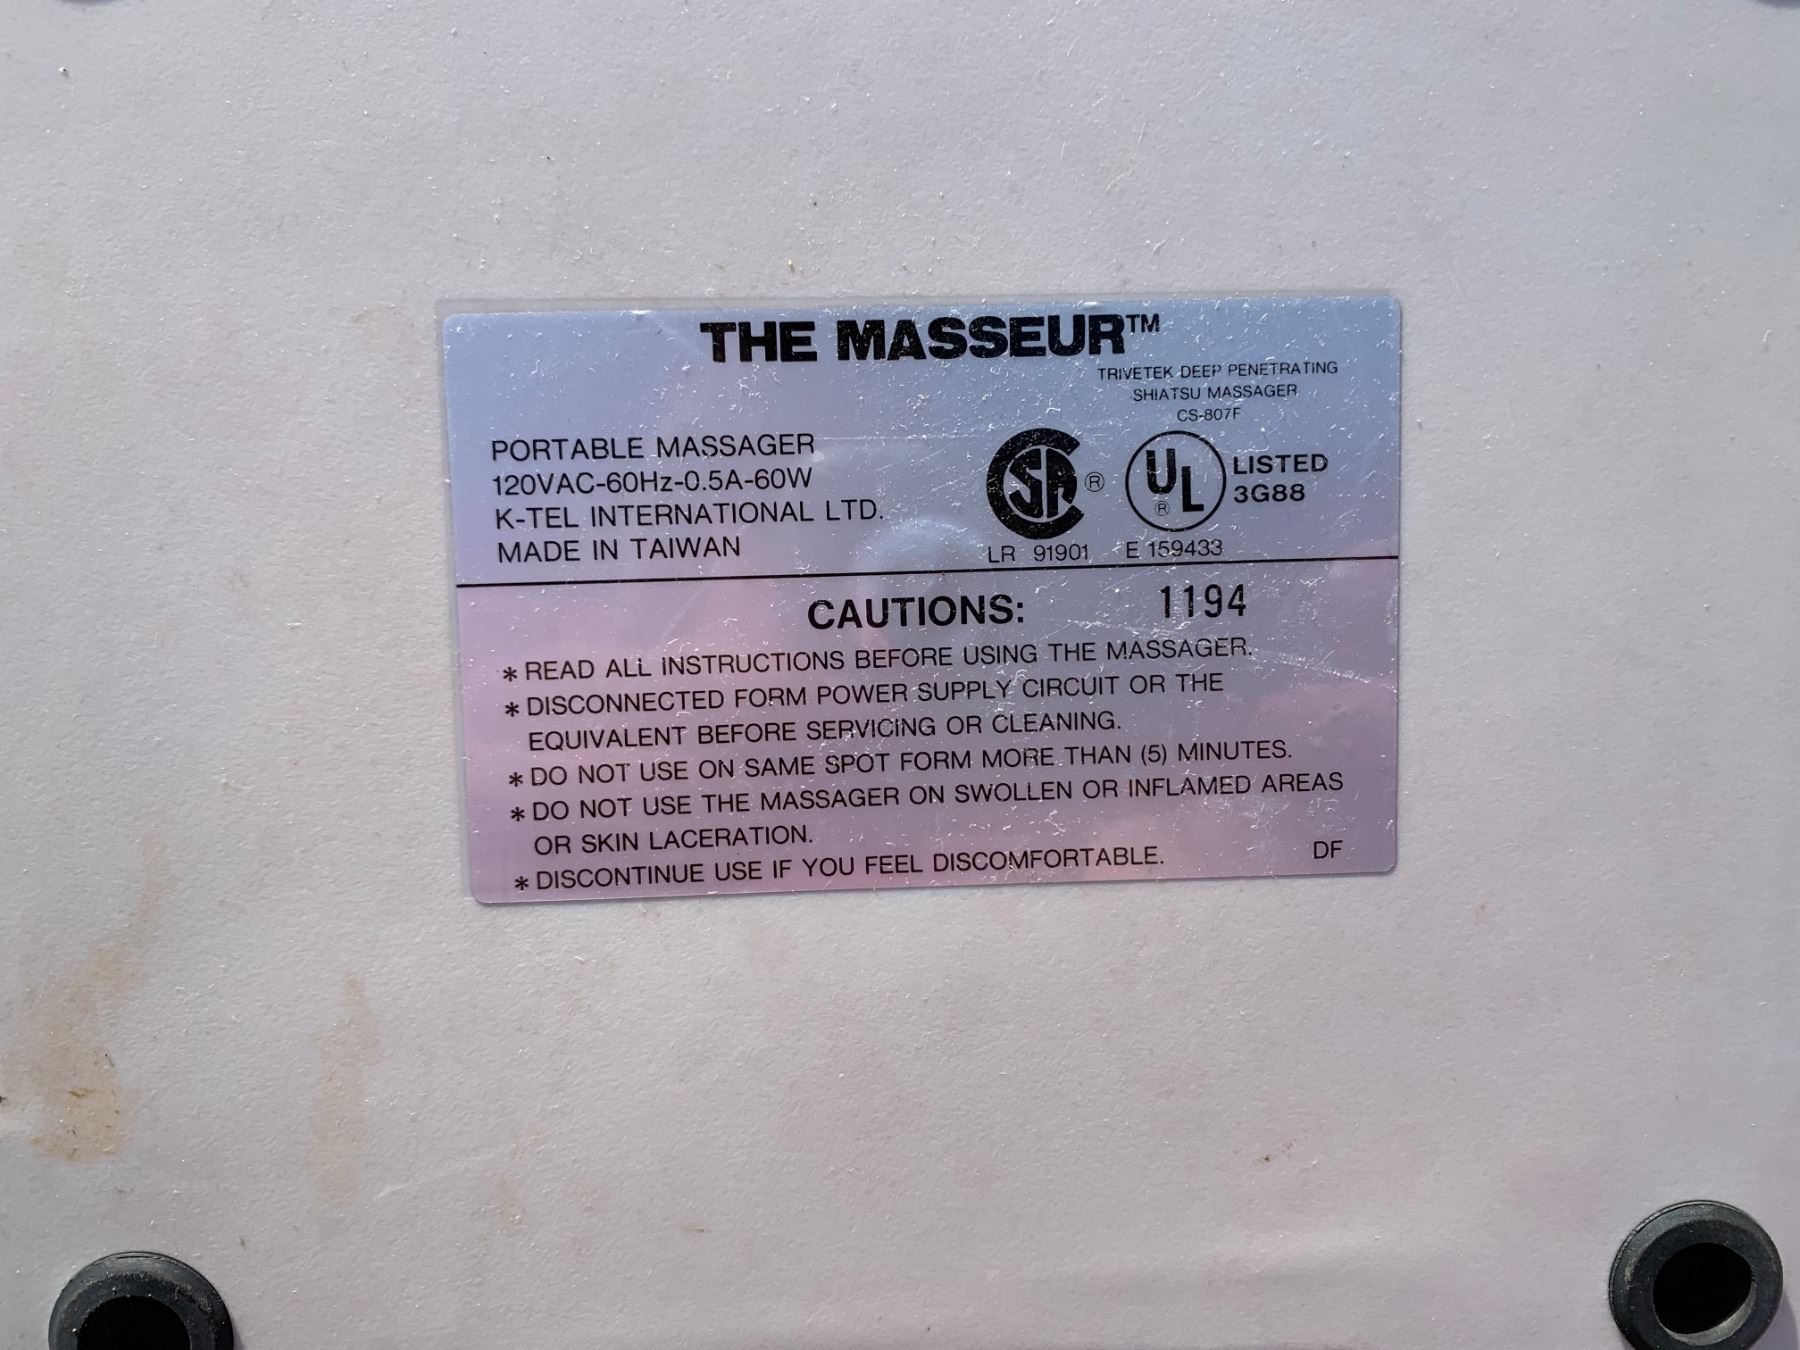 THE MASSEUR™
TRIVETEK DEEP PENETRATING
SHIATSU MASSAGER
CS-807F
PORTABLE MASSAGER
120VAC-60Hz-0.5A-60W
K-TEL INTERNATIONAL LTD.
MADE IN TAIWAN
SA ®
LR 91901
UL ®
LISTED
3G88
E 159433
CAUTIONS: 1194
* READ ALL INSTRUCTIONS BEFORE USING THE MASSAGER.
* DISCONNECTED FORM POWER SUPPLY CIRCUIT OR THE
EQUIVALENT BEFORE SERVICING OR CLEANING.
* DO NOT USE ON SAME SPOT FORM MORE THAN (5) MINUTES.
* DO NOT USE THE MASSAGER ON SWOLLEN OR INFLAMED AREAS
OR SKIN LACERATION.
* DISCONTINUE USE IF YOU FEEL DISCOMFORTABLE.
DF